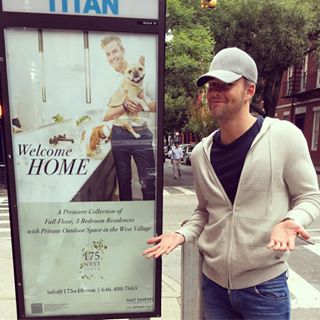 TITAN
Welcome
HOME
A Premiere Collection of
Full-Floor, 3 Bedroom Residences
with Private Outdoor Space in the West Village
175
WEST
TENTH
info@175w10.com | 646.480.7665